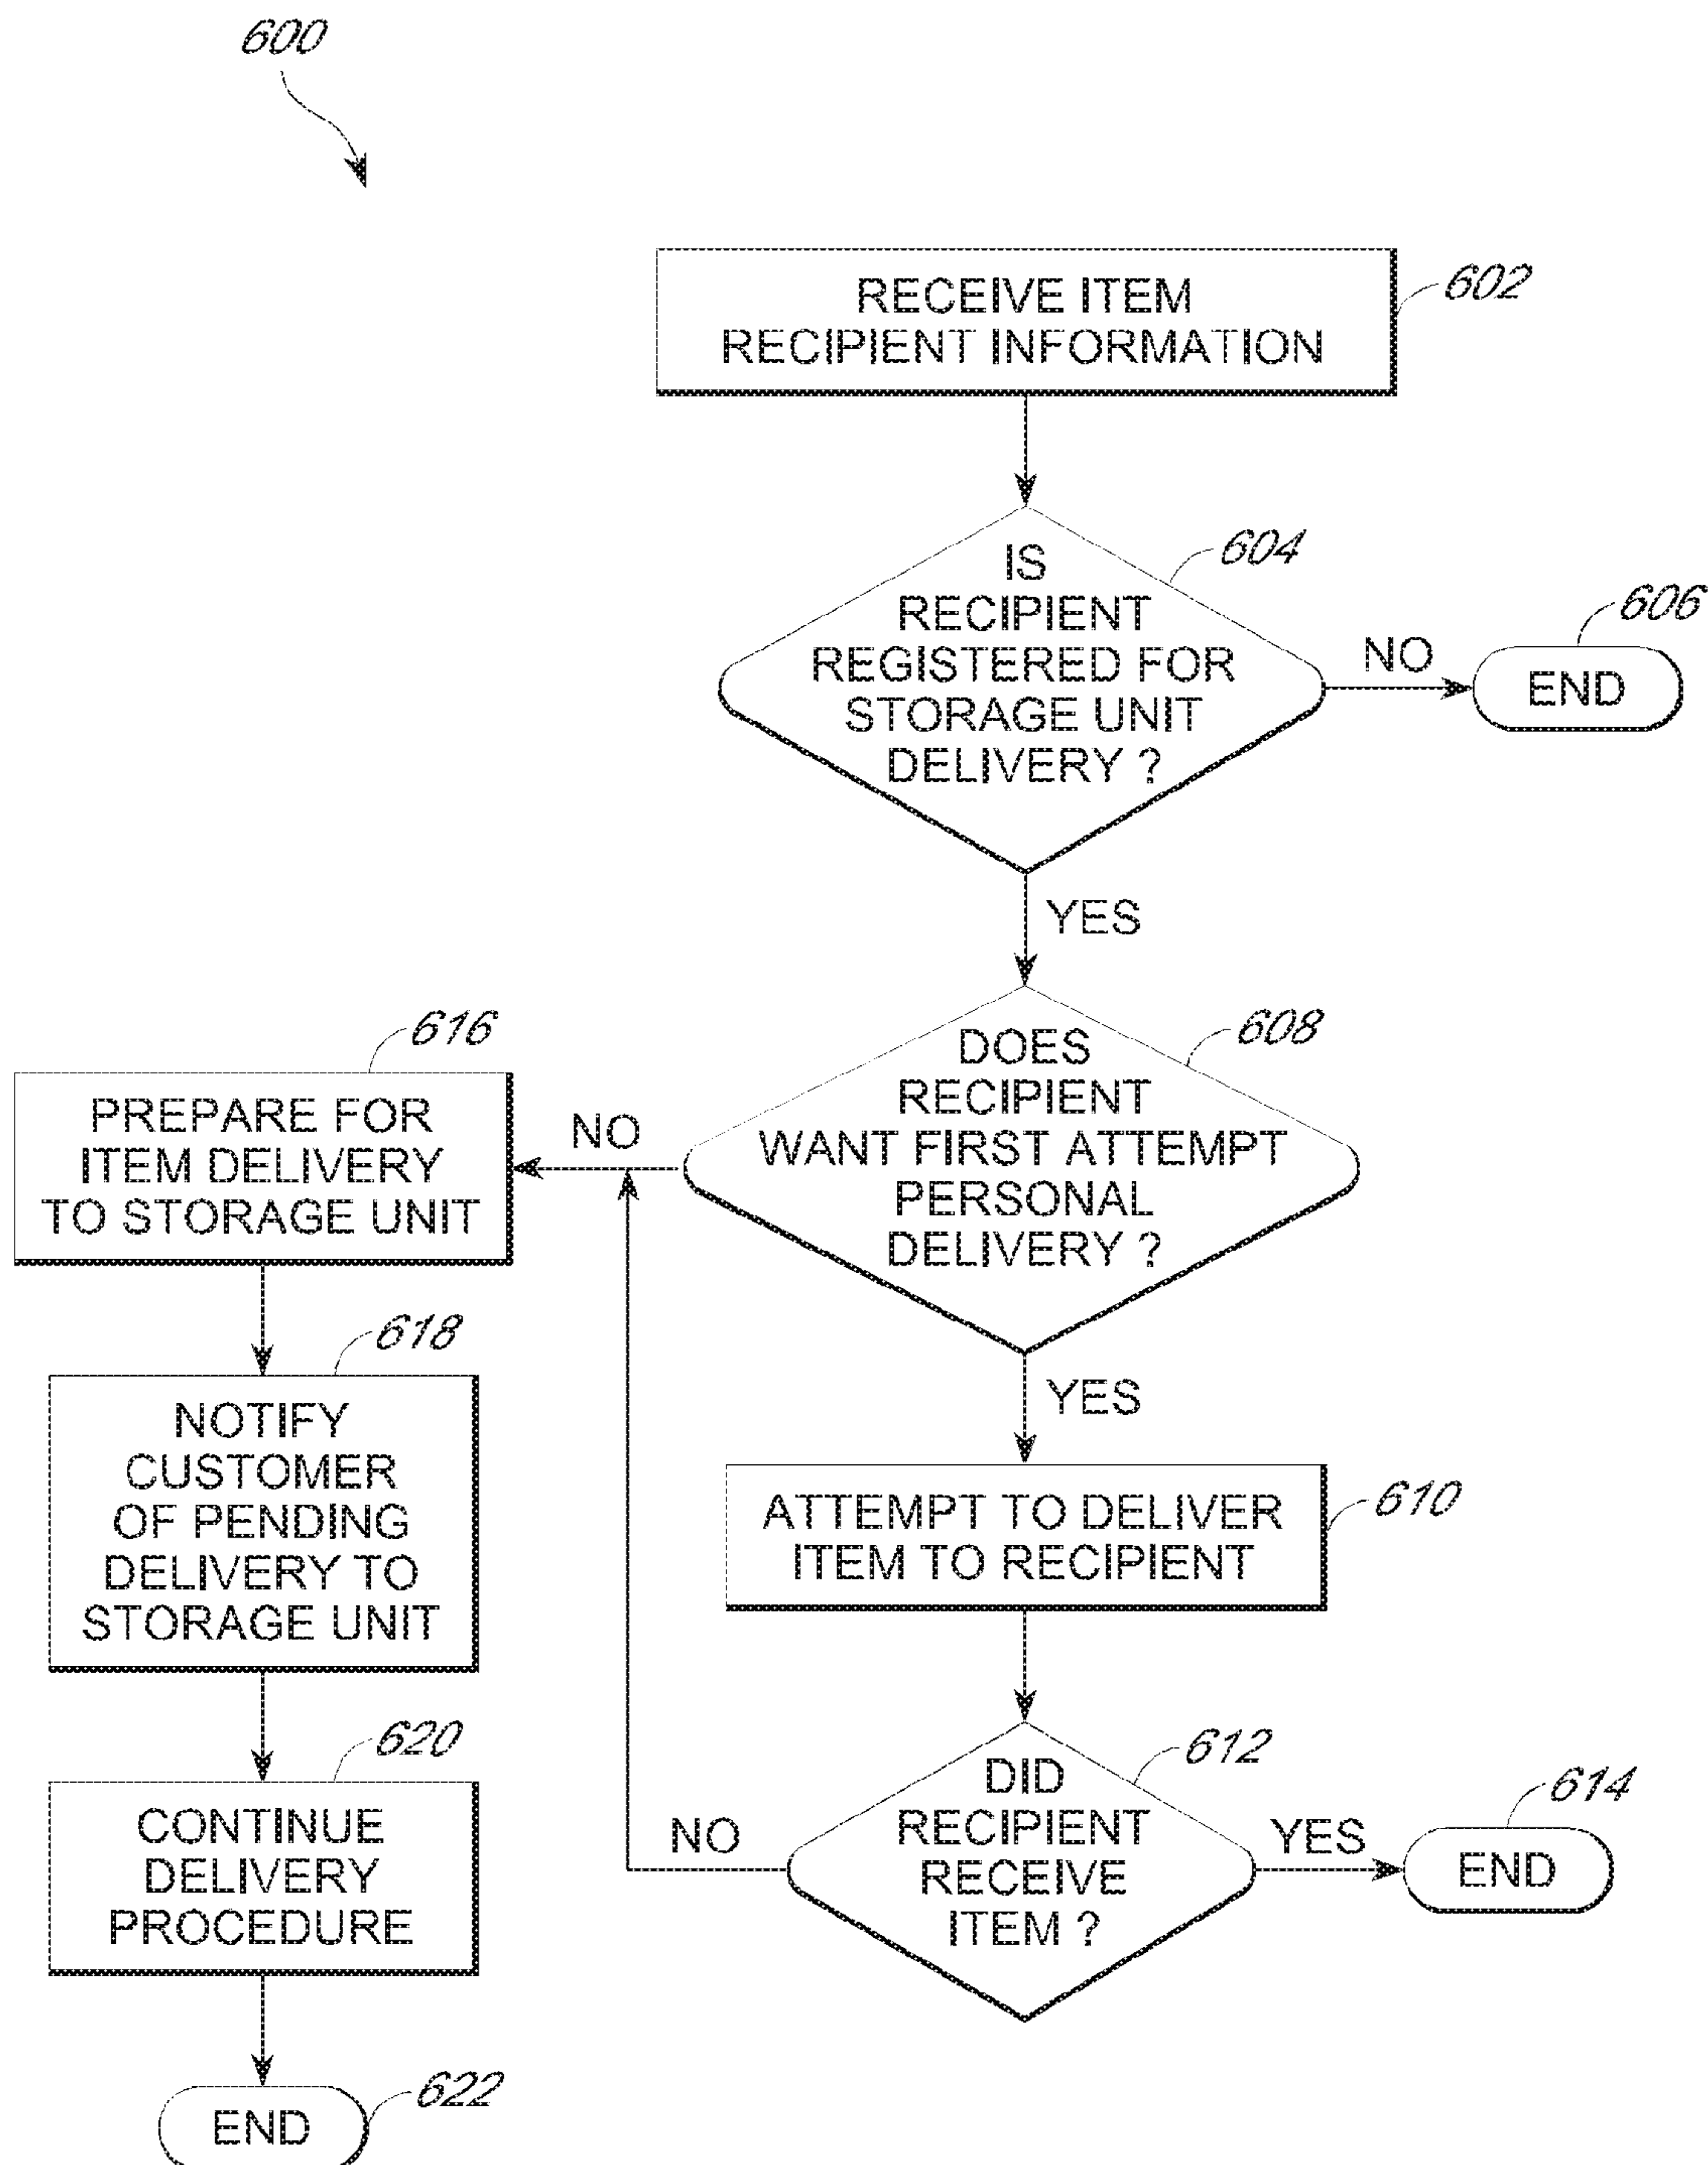 600
RECEIVE ITEM
RECIPIENT INFORMATION
602
IS
RECIPIENT
REGISTERED FOR
STORAGE UNIT
DELIVERY ?
604
NO
END
606
YES
DOES
RECIPIENT
WANT FIRST ATTEMPT
PERSONAL
DELIVERY ?
608
NO
PREPARE FOR
ITEM DELIVERY
TO STORAGE UNIT
616
NOTIFY
CUSTOMER
OF PENDING
DELIVERY TO
STORAGE UNIT
618
CONTINUE
DELIVERY
PROCEDURE
620
END
622
YES
ATTEMPT TO DELIVER
ITEM TO RECIPIENT
610
DID
RECIPIENT
RECEIVE
ITEM ?
612
NO
YES
END
614